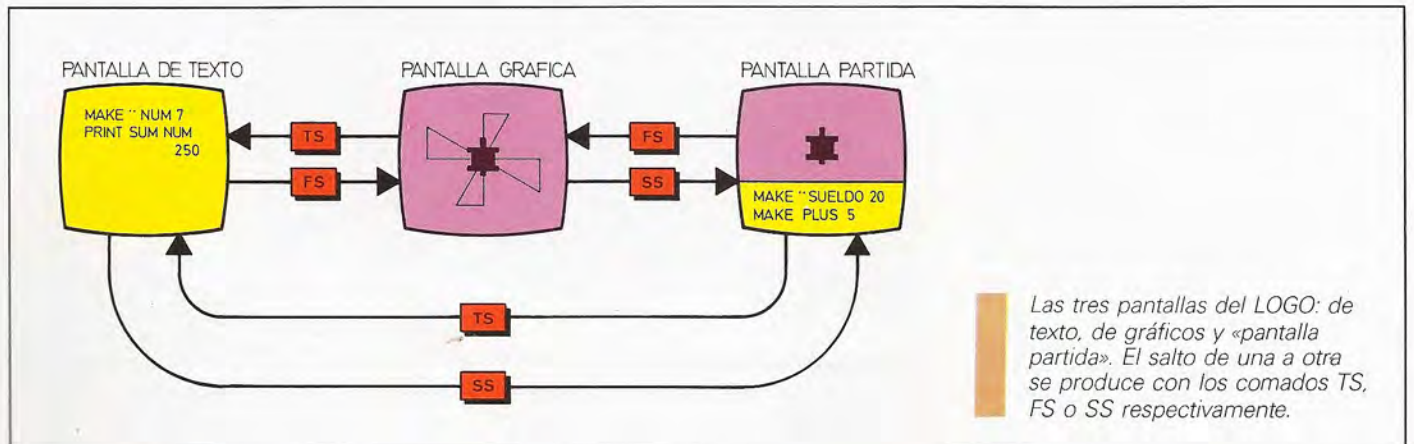 PANTALLA DE TEXTO
MAKE " NUM 7
PRINT SUM NUM
250
PANTALLA GRAFICA
PANTALLA PARTIDA
MAKE "SUELDO 20
MAKE PLUS 5
TS
FS
FS
SS
TS
SS
Las tres pantallas del LOGO: de
texto, de gráficos y «pantalla
partida». El salto de una a otra
se produce con los comados TS,
FS o SS respectivamente.